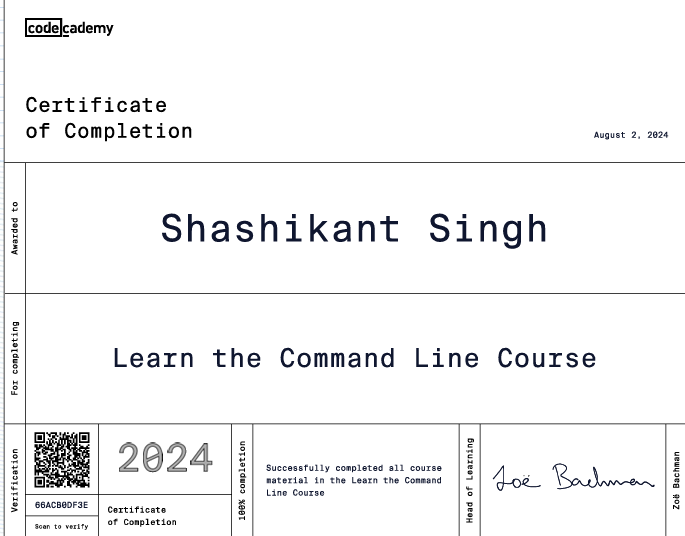 codecademy
Certificate
of Completion
August 2, 2024
Awarded to
Shashikant Singh
For completing
Learn the Command Line Course
Verification
66ACB0DF3E
Scan to verify
2024
Certificate
of Completion
100% completion
Successfully completed all course
material in the Learn the Command
Line Course
Head of Learning
Zoë Bachman
Zoë Bachman